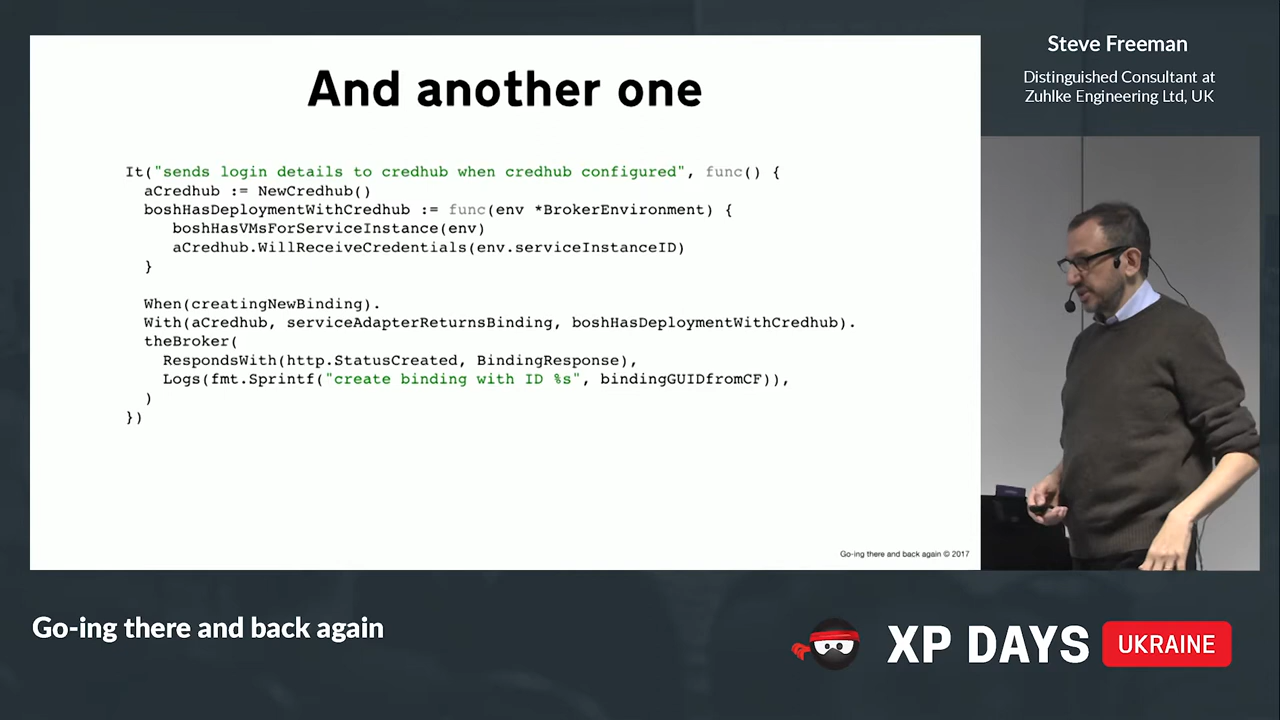 And another one
It("sends login details to credhub when credhub configured", func() {
aCredhub := NewCredhub()
boshHasDeploymentWithCredhub := func(env *BrokerEnvironment) {
boshHasVMsForServiceInstance(env)
aCredhub.WillReceiveCredentials(env.serviceInstanceID)
}
When(creatingNewBinding).
With(aCredhub, serviceAdapterReturnsBinding, boshHasDeploymentWithCredhub).
theBroker(
RespondsWith(http.StatusCreated, BindingResponse),
Logs(fmt.Sprintf("create binding with ID %s", bindingGUIDfromCF)),
)
})
Go-ing there and back again © 2017
Steve Freeman
Distinguished Consultant at
Zuhlke Engineering Ltd, UK
Go-ing there and back again
XP DAYS UKRAINE